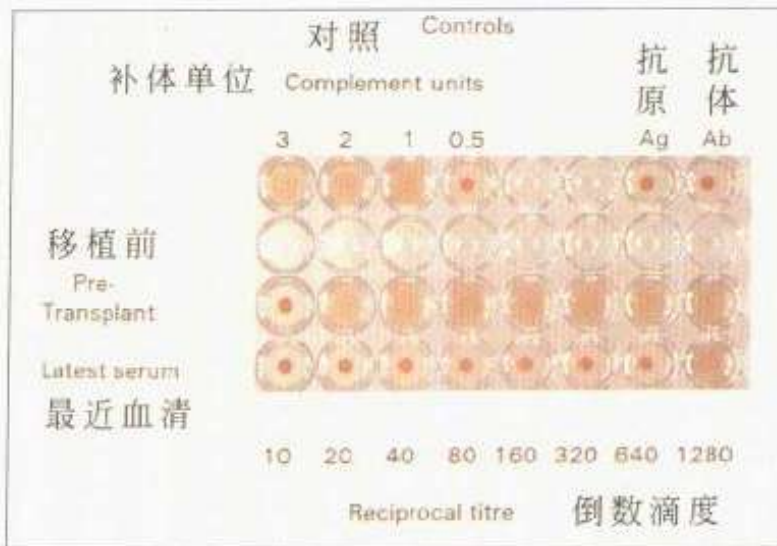 对照 Controls
补体单位 Complement units
抗原 抗体
3 2 1 0.5 Ag Ab
移植前
Pre-
Transplant
Latest serum
最近血清
10 20 40 80 160 320 640 1280
Reciprocal titre 倒数滴度